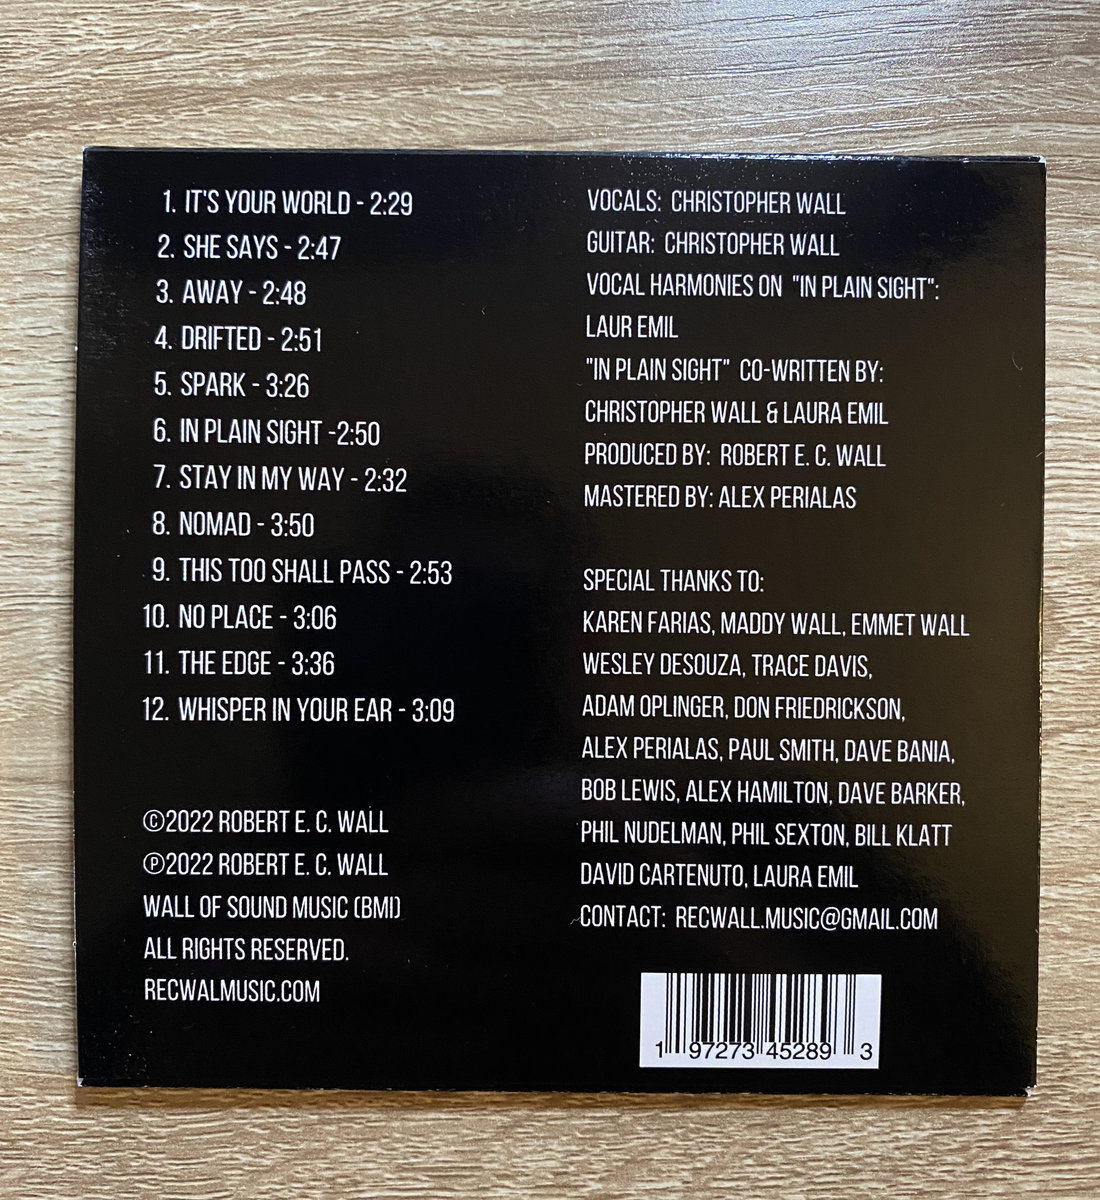 1. IT'S YOUR WORLD - 2:29
2. SHE SAYS - 2:47
3. AWAY - 2:48
4. DRIFTED - 2:51
5. SPARK - 3:26
6. IN PLAIN SIGHT -2:50
7. STAY IN MY WAY - 2:32
8. NOMAD - 3:50
9. THIS TOO SHALL PASS - 2:53
10. NO PLACE - 3:06
11. THE EDGE - 3:36
12. WHISPER IN YOUR EAR - 3:09
©2022 ROBERT E. C. WALL
℗2022 ROBERT E. C. WALL
WALL OF SOUND MUSIC (BMI)
ALL RIGHTS RESERVED.
RECWALMUSIC.COM
VOCALS: CHRISTOPHER WALL
GUITAR: CHRISTOPHER WALL
VOCAL HARMONIES ON "IN PLAIN SIGHT":
LAUR EMIL
"IN PLAIN SIGHT" CO-WRITTEN BY:
CHRISTOPHER WALL & LAURA EMIL
PRODUCED BY: ROBERT E. C. WALL
MASTERED BY: ALEX PERIALAS
SPECIAL THANKS TO:
KAREN FARIAS, MADDY WALL, EMMET WALL
WESLEY DESOUZA, TRACE DAVIS,
ADAM OPLINGER, DON FRIEDRICKSON,
ALEX PERIALAS, PAUL SMITH, DAVE BANIA,
BOB LEWIS, ALEX HAMILTON, DAVE BARKER,
PHIL NUDELMAN, PHIL SEXTON, BILL KLATT
DAVID CARTENUTO, LAURA EMIL
CONTACT: RECWALL.MUSIC@GMAIL.COM
1 97273 45289 3